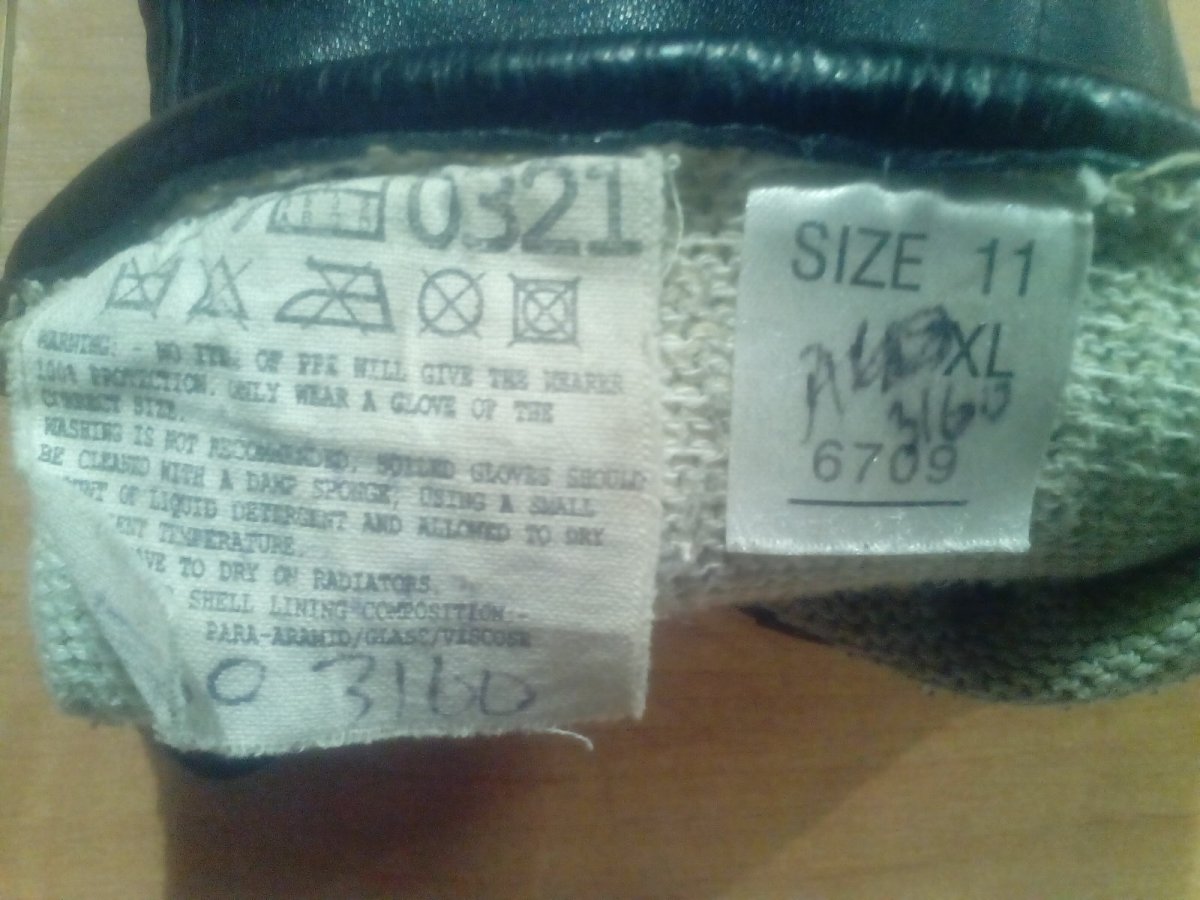 0321
WARNING: - NO TYPE OF PPE WILL GIVE THE WEARER
100% PROTECTION. ONLY WEAR A GLOVE OF THE
CORRECT SIZE.
WASHING IS NOT RECOMMENDED. SOILED GLOVES SHOULD
BE CLEANED WITH A DAMP SPONGE, USING A SMALL
OF LIQUID DETERGENT AND ALLOWED TO DRY
TEMPERATURE.
TO DRY ON RADIATORS.
SHELL LINING COMPOSITION:-
PARA-ARAMID/GLASS/VISCOSE
0 3160
SIZE 11
XL
3160
6709